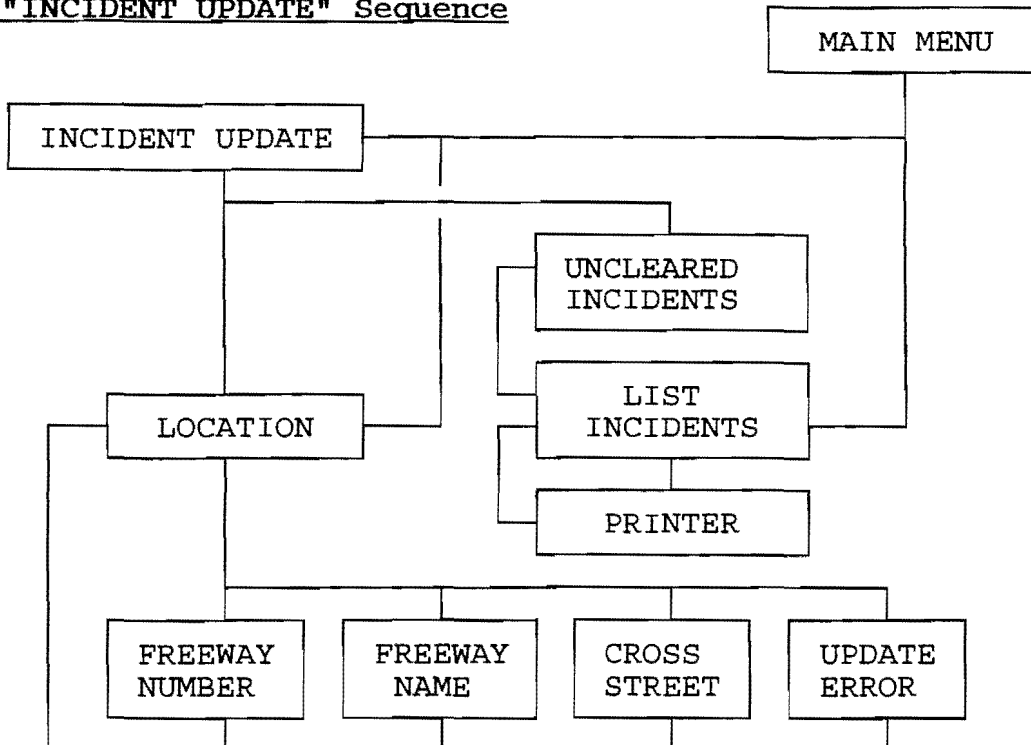 "INCIDENT UPDATE" Sequence
MAIN MENU
INCIDENT UPDATE
UNCLEARED
INCIDENTS
LIST
INCIDENTS
LOCATION
PRINTER
FREEWAY
NUMBER
FREEWAY
NAME
CROSS
STREET
UPDATE
ERROR